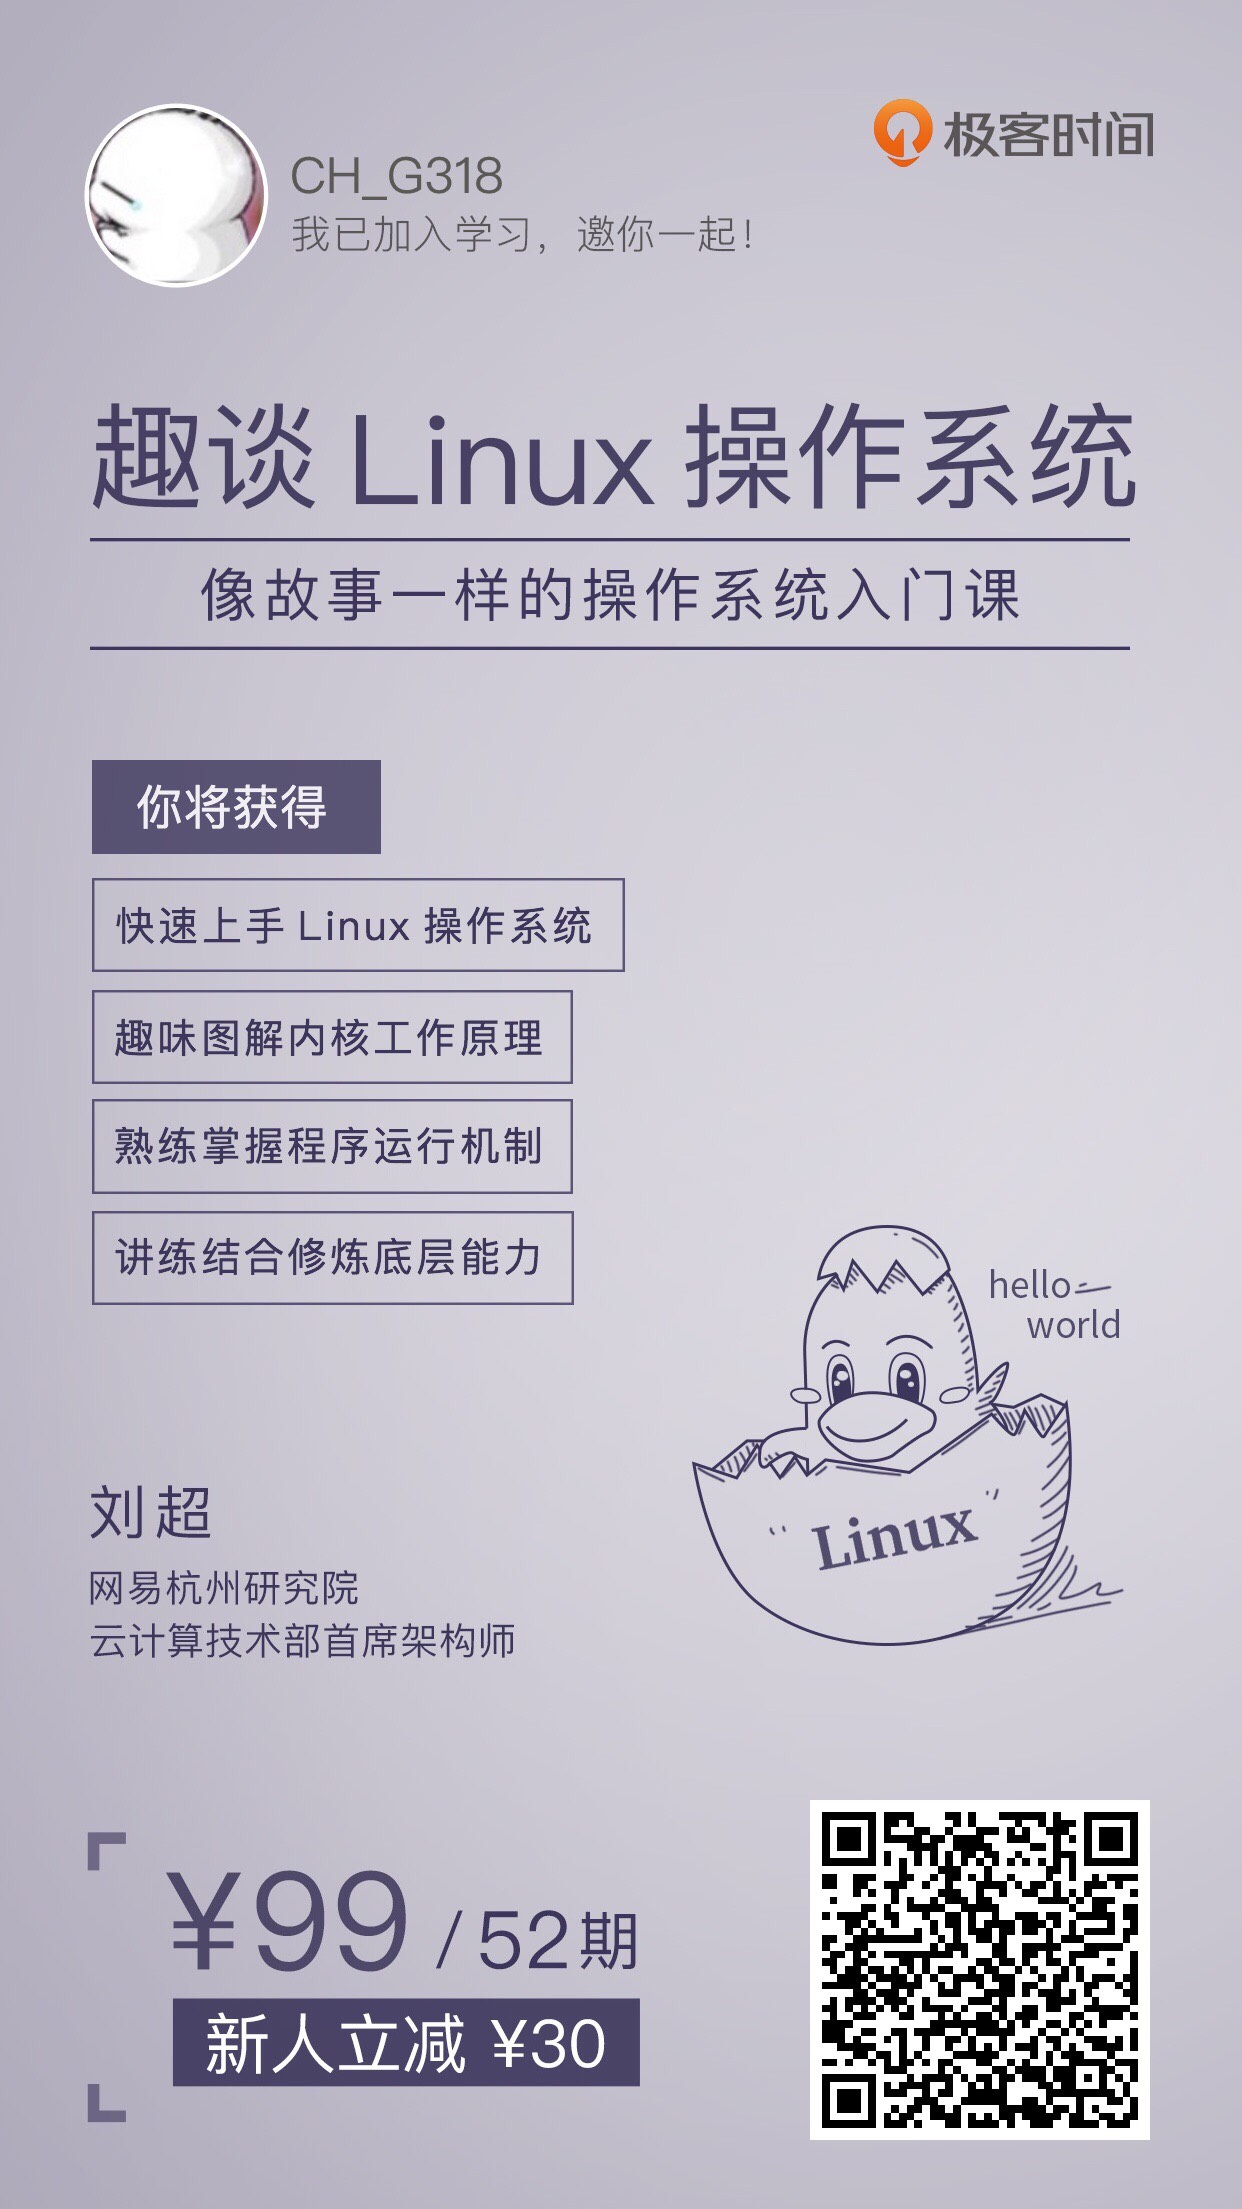 CH_G318
我已加入学习，邀你一起！
极客时间
趣谈 Linux 操作系统
像故事一样的操作系统入门课
你将获得
快速上手 Linux 操作系统
趣味图解内核工作原理
熟练掌握程序运行机制
讲练结合修炼底层能力
hello
world
Linux
刘超
网易杭州研究院
云计算技术部首席架构师
¥99 / 52期
新人立减 ¥30